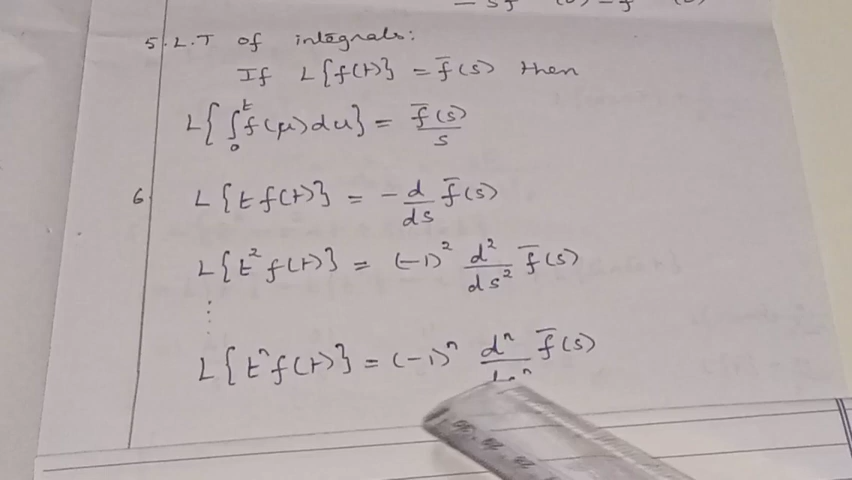 5. L.T of integrals:
If L{f(t)} = f̄(s) then
L{∫₀ᵗ f(μ)du} = f̄(s)/s
6. L{t f(t)} = - d/ds f̄(s)
L{t² f(t)} = (-1)² d²/ds² f̄(s)
⋮
L{tⁿ f(t)} = (-1)ⁿ dⁿ/dsⁿ f̄(s)